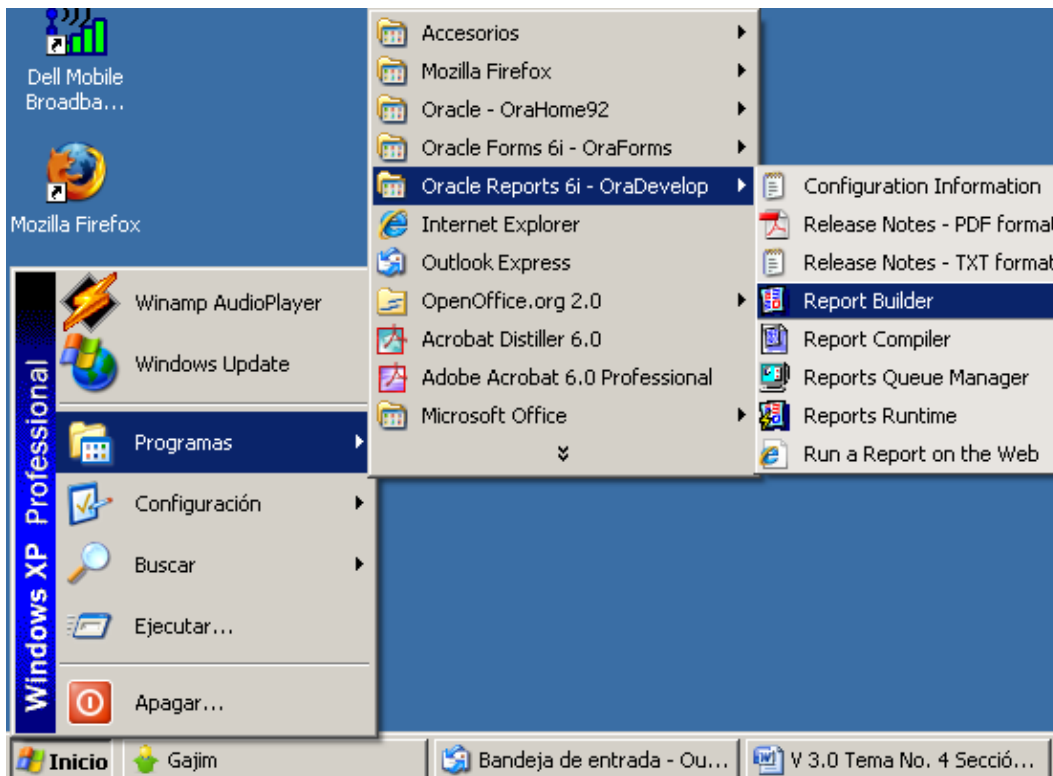 Dell Mobile
Broadba...
Mozilla Firefox
Winamp AudioPlayer
Windows Update
Programas
Configuración
Buscar
Ejecutar...
Apagar...
Windows XP Professional
Accesorios
Mozilla Firefox
Oracle - OraHome92
Oracle Forms 6i - OraForms
Oracle Reports 6i - OraDevelop
Internet Explorer
Outlook Express
OpenOffice.org 2.0
Acrobat Distiller 6.0
Adobe Acrobat 6.0 Professional
Microsoft Office
Configuration Information
Release Notes - PDF format
Release Notes - TXT format
Report Builder
Report Compiler
Reports Queue Manager
Reports Runtime
Run a Report on the Web
Inicio
Gajim
Bandeja de entrada - Ou...
V 3.0 Tema No. 4 Secció...